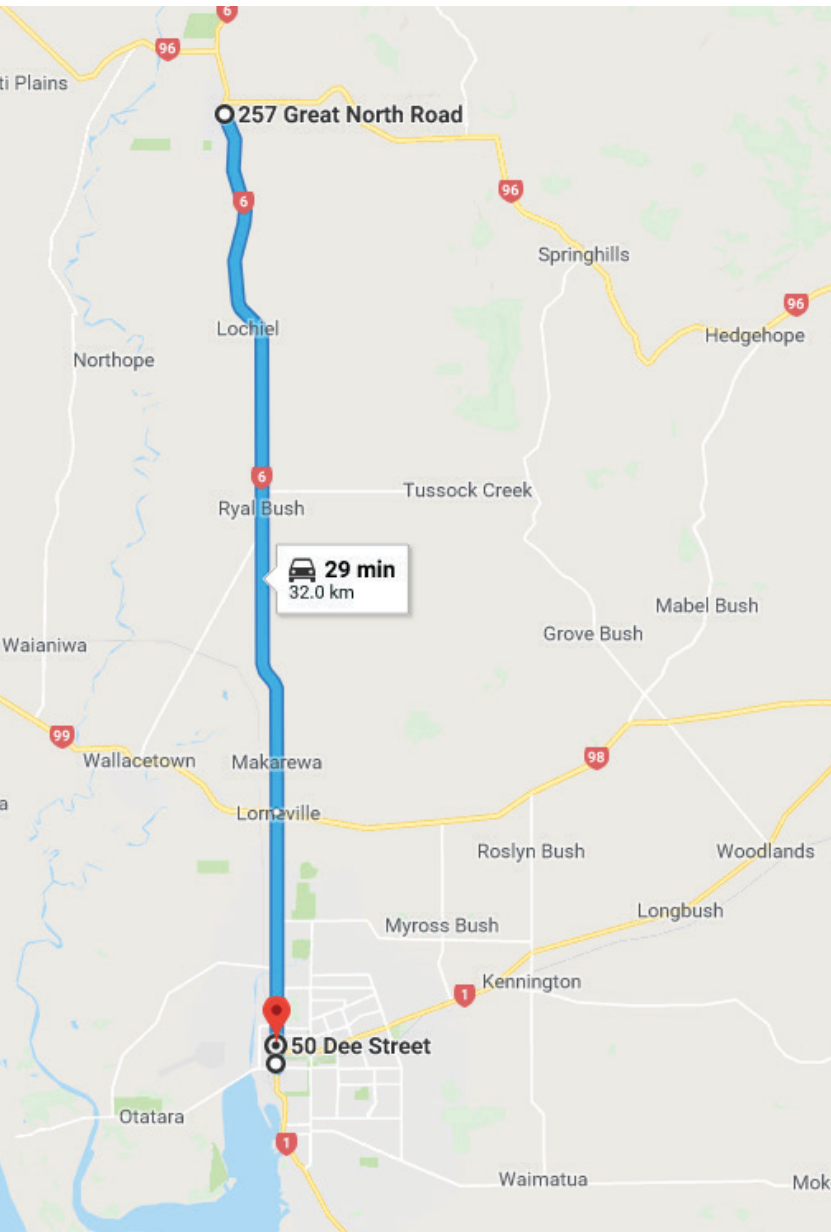 6
96
ti Plains
257 Great North Road
6
96
Springhills
96
Hedgehope
Lochiel
Northope
6
Tussock Creek
Ryal Bush
29 min
32.0 km
Mabel Bush
Grove Bush
Waianiwa
99
98
Wallacetown
Makarewa
a
Lorneville
Roslyn Bush
Woodlands
Longbush
Myross Bush
Kennington
1
50 Dee Street
Otatara
1
Waimatua
Mok